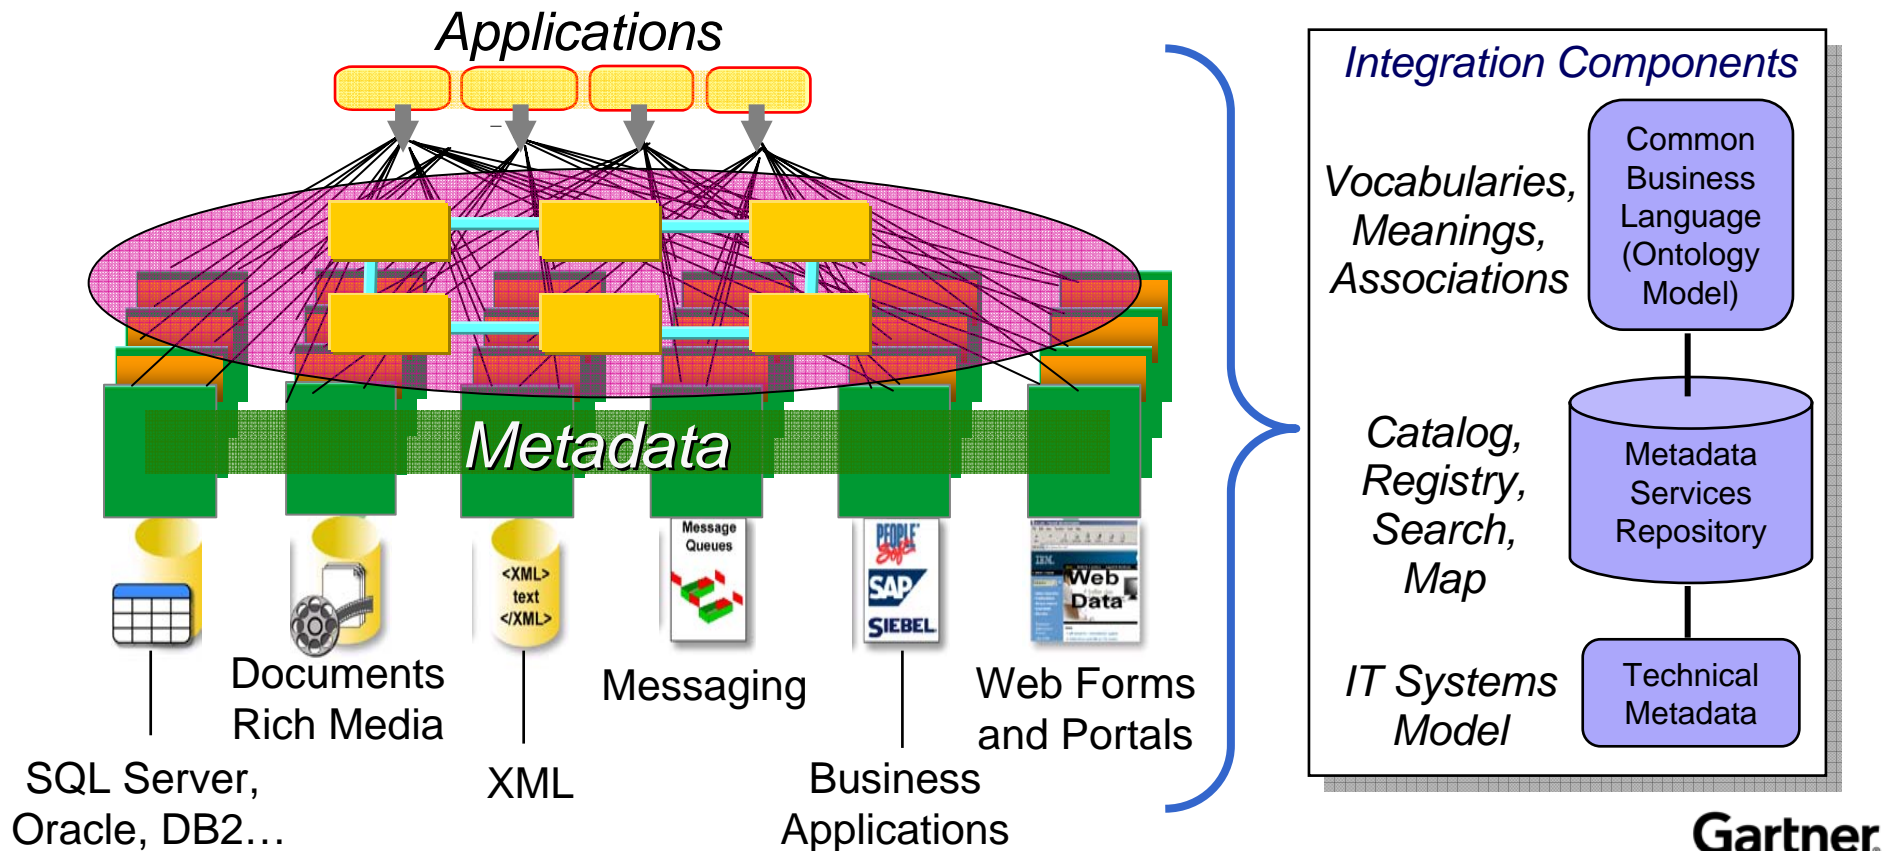 Applications
Metadata
Message
Queues
<XML>
text
</XML>
PEOPLE
Soft
SAP
SIEBEL
IBM
Web
Data
Documents
Rich Media
Messaging
Web Forms
and Portals
SQL Server,
Oracle, DB2…
XML
Business
Applications
Integration Components
Vocabularies,
Meanings,
Associations
Common
Business
Language
(Ontology
Model)
Catalog,
Registry,
Search,
Map
Metadata
Services
Repository
IT Systems
Model
Technical
Metadata
Gartner